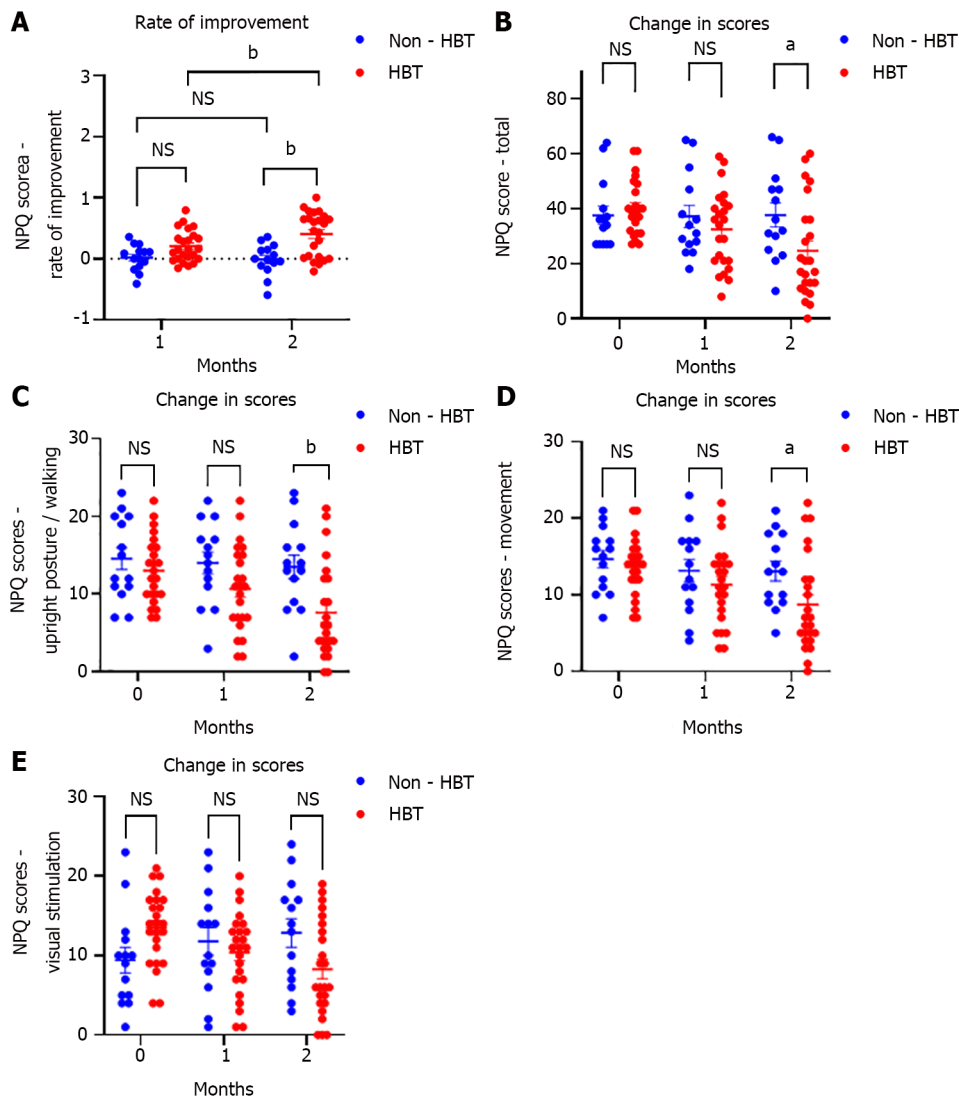 A
Rate of improvement
Non - HBT
HBT
b
NS
NS
b
NPQ scorea -
rate of improvement
3
2
1
0
-1
1
2
Months
B
Change in scores
Non - HBT
HBT
NS
NS
a
NPQ score - total
80
60
40
20
0
0
1
2
Months
C
Change in scores
Non - HBT
HBT
NS
NS
b
NPQ scores -
upright posture / walking
30
20
10
0
0
1
2
Months
D
Change in scores
Non - HBT
HBT
NS
NS
a
NPQ scores - movement
30
20
10
0
0
1
2
Months
E
Change in scores
Non - HBT
HBT
NS
NS
NS
NPQ scores -
visual stimulation
30
20
10
0
0
1
2
Months